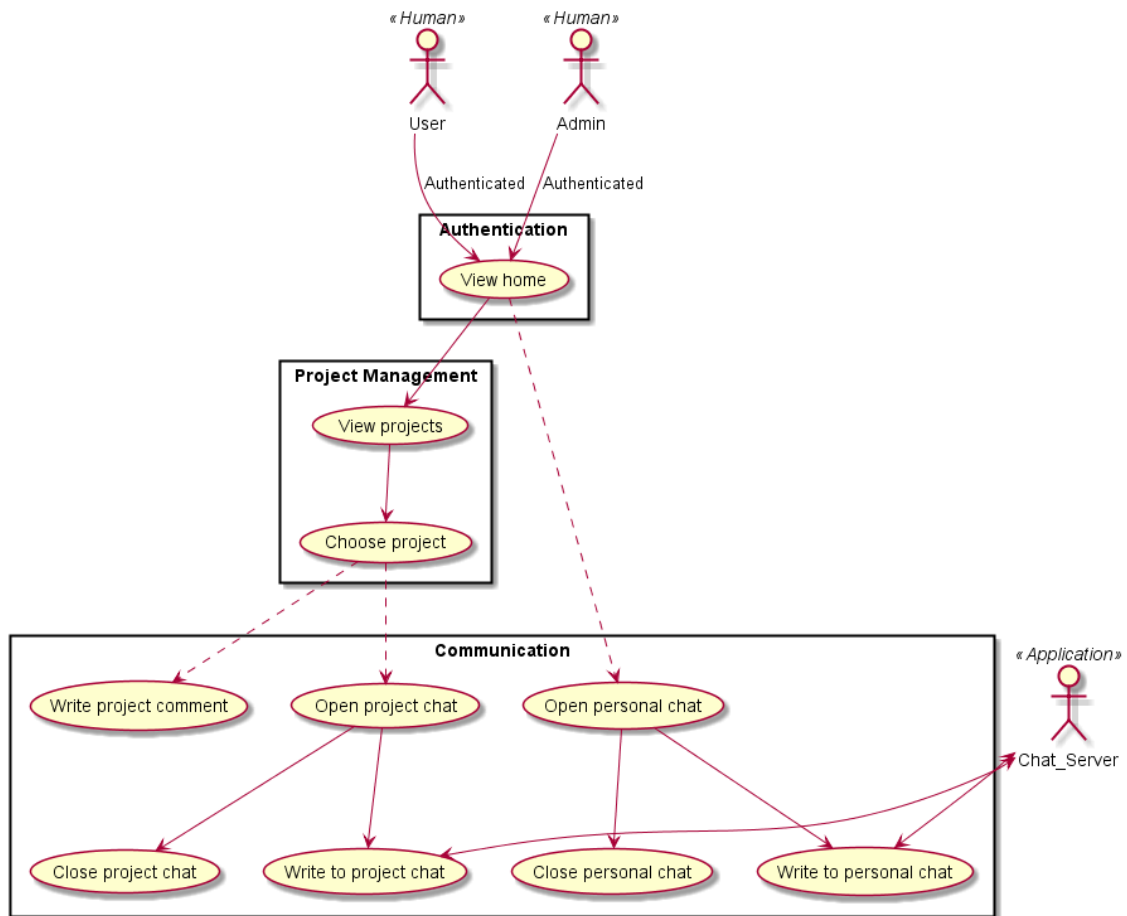 «Human» «Human»
User Admin
Authenticated Authenticated
Authentication
View home
Project Management
View projects
Choose project
Communication
«Application»
Write project comment Open project chat Open personal chat
Chat_Server
Close project chat Write to project chat Close personal chat Write to personal chat